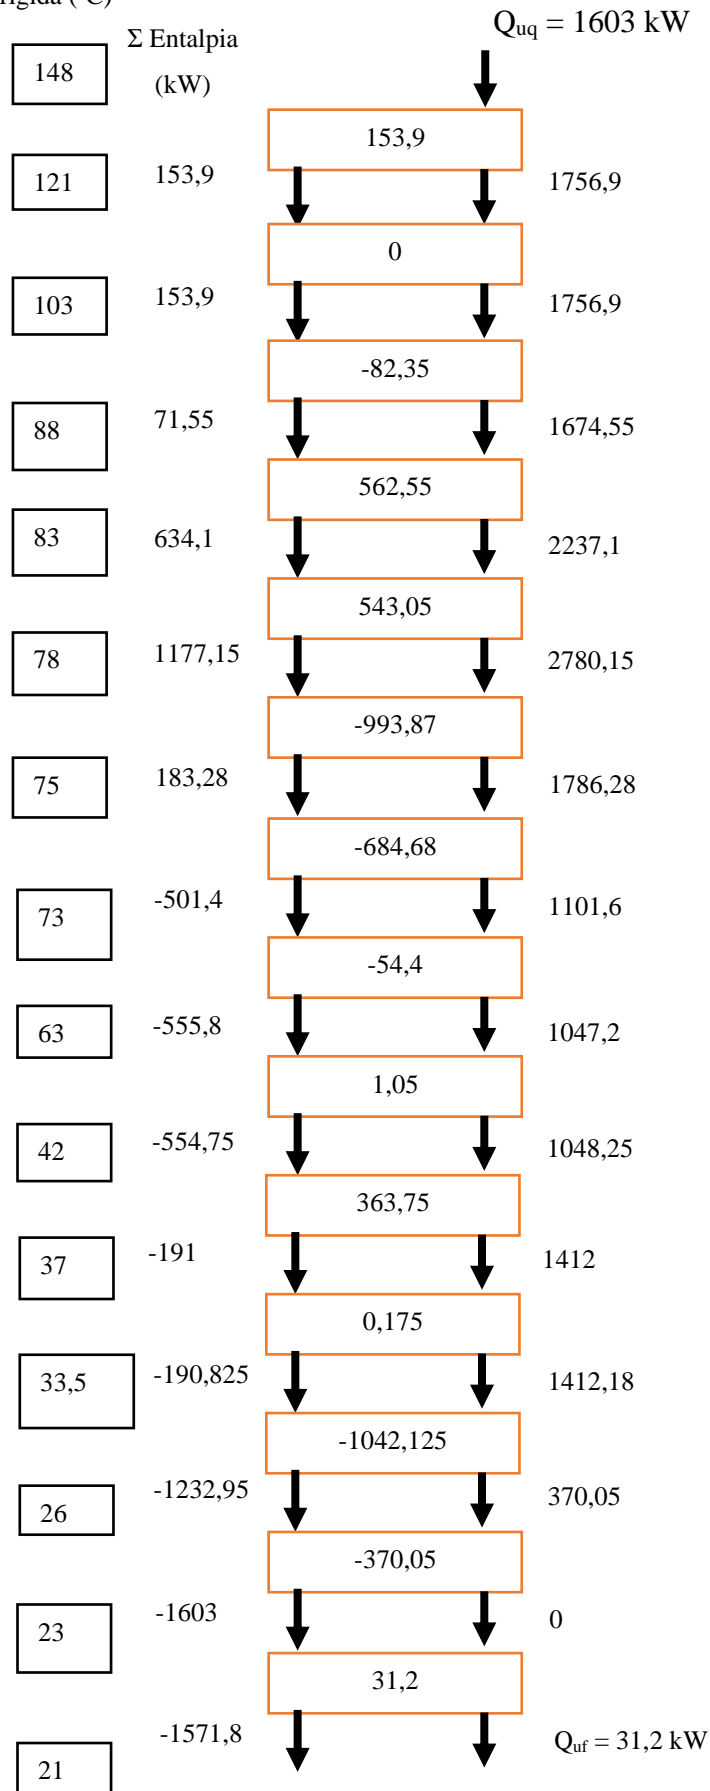 Q_uq = 1603 kW
Σ Entalpia
(kW)
148
153,9
121 153,9 1756,9
0
103 153,9 1756,9
-82,35
88 71,55 1674,55
562,55
83 634,1 2237,1
543,05
78 1177,15 2780,15
-993,87
75 183,28 1786,28
-684,68
73 -501,4 1101,6
-54,4
63 -555,8 1047,2
1,05
42 -554,75 1048,25
363,75
37 -191 1412
0,175
33,5 -190,825 1412,18
-1042,125
26 -1232,95 370,05
-370,05
23 -1603 0
31,2
21 -1571,8 Q_uf = 31,2 kW